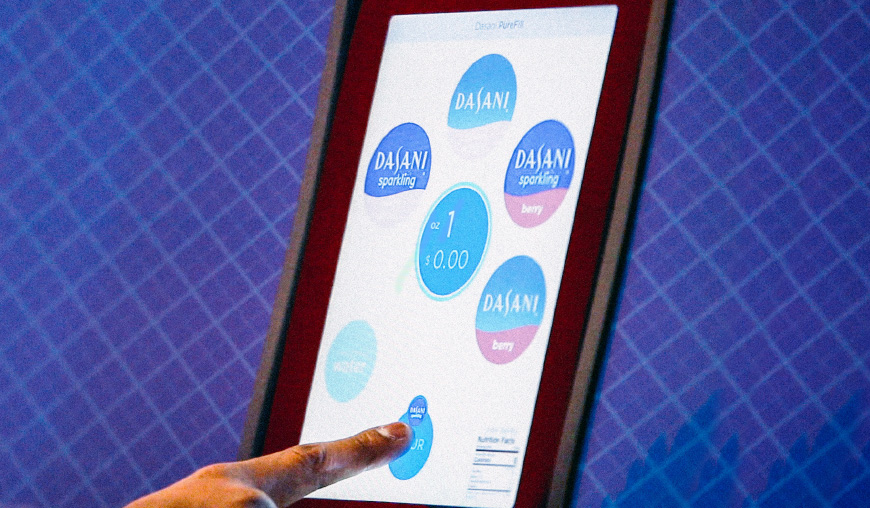 Dasani PureFill
DASANI
DASANI
sparkling
DASANI
sparkling
berry
oz 1
$ 0.00
DASANI
berry
water
DASANI
sparkling
UR
Nutrition Facts